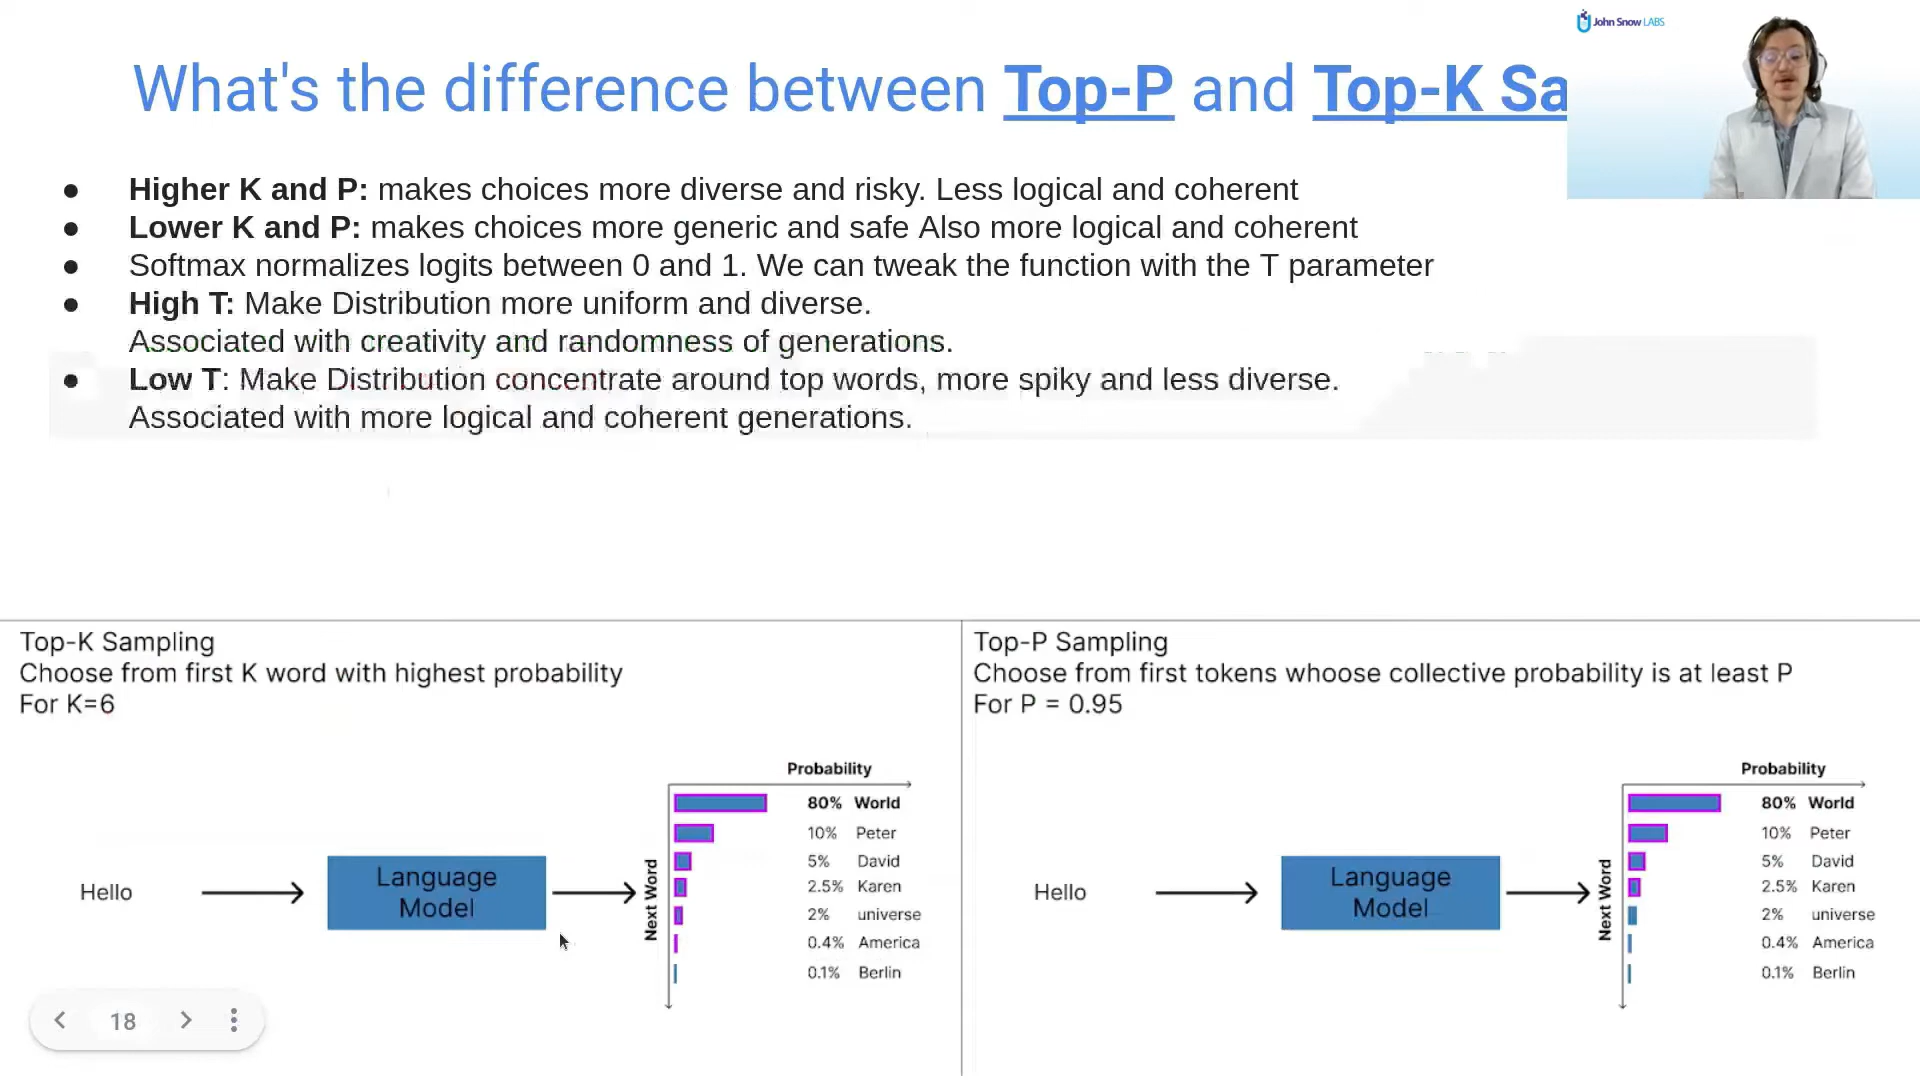 John Snow LABS
What's the difference between Top-P and Top-K Sa
● Higher K and P: makes choices more diverse and risky. Less logical and coherent
● Lower K and P: makes choices more generic and safe Also more logical and coherent
● Softmax normalizes logits between 0 and 1. We can tweak the function with the T parameter
● High T: Make Distribution more uniform and diverse.
Associated with creativity and randomness of generations.
● Low T: Make Distribution concentrate around top words, more spiky and less diverse.
Associated with more logical and coherent generations.
Top-K Sampling
Choose from first K word with highest probability
For K=6
Hello
Language
Model
Next Word
Probability
80% World
10% Peter
5% David
2.5% Karen
2% universe
0.4% America
0.1% Berlin
Top-P Sampling
Choose from first tokens whoose collective probability is at least P
For P = 0.95
Hello
Language
Model
Next Word
Probability
80% World
10% Peter
5% David
2.5% Karen
2% universe
0.4% America
0.1% Berlin
18